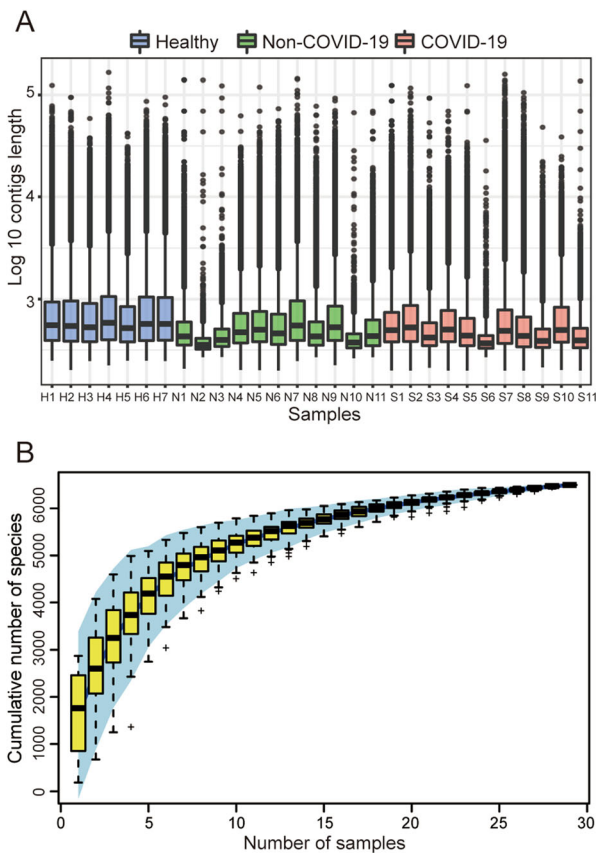 A
Healthy Non-COVID-19 COVID-19
Log 10 contigs length
5
4
3
H1 H2 H3 H4 H5 H6 H7 N1 N2 N3 N4 N5 N6 N7 N8 N9 N10 N11 S1 S2 S3 S4 S5 S6 S7 S8 S9 S10 S11
Samples
B
Cumulative number of species
6000
5000
4000
3000
2000
1000
0
0 5 10 15 20 25 30
Number of samples